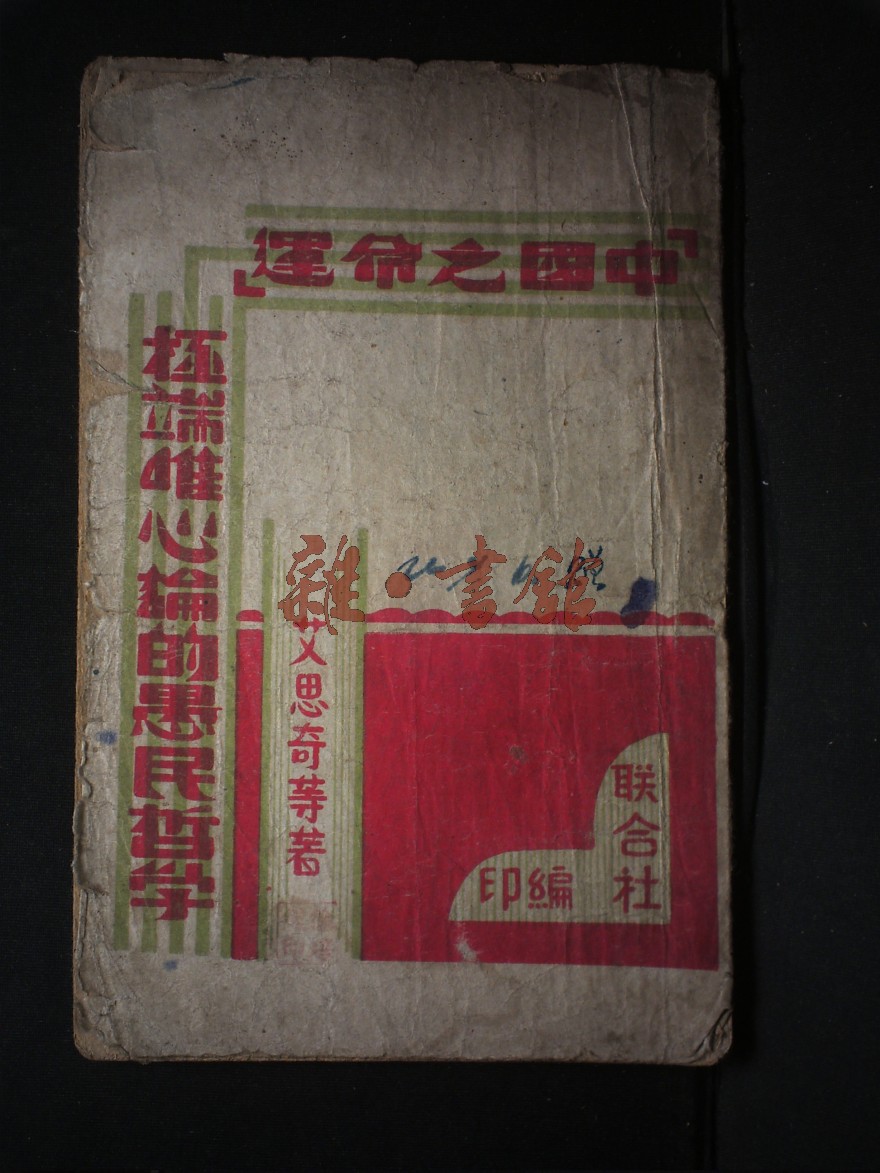 「中國之命運」
極端唯心論的愚民哲学
艾思奇等著
联合社
編印
雜·書館